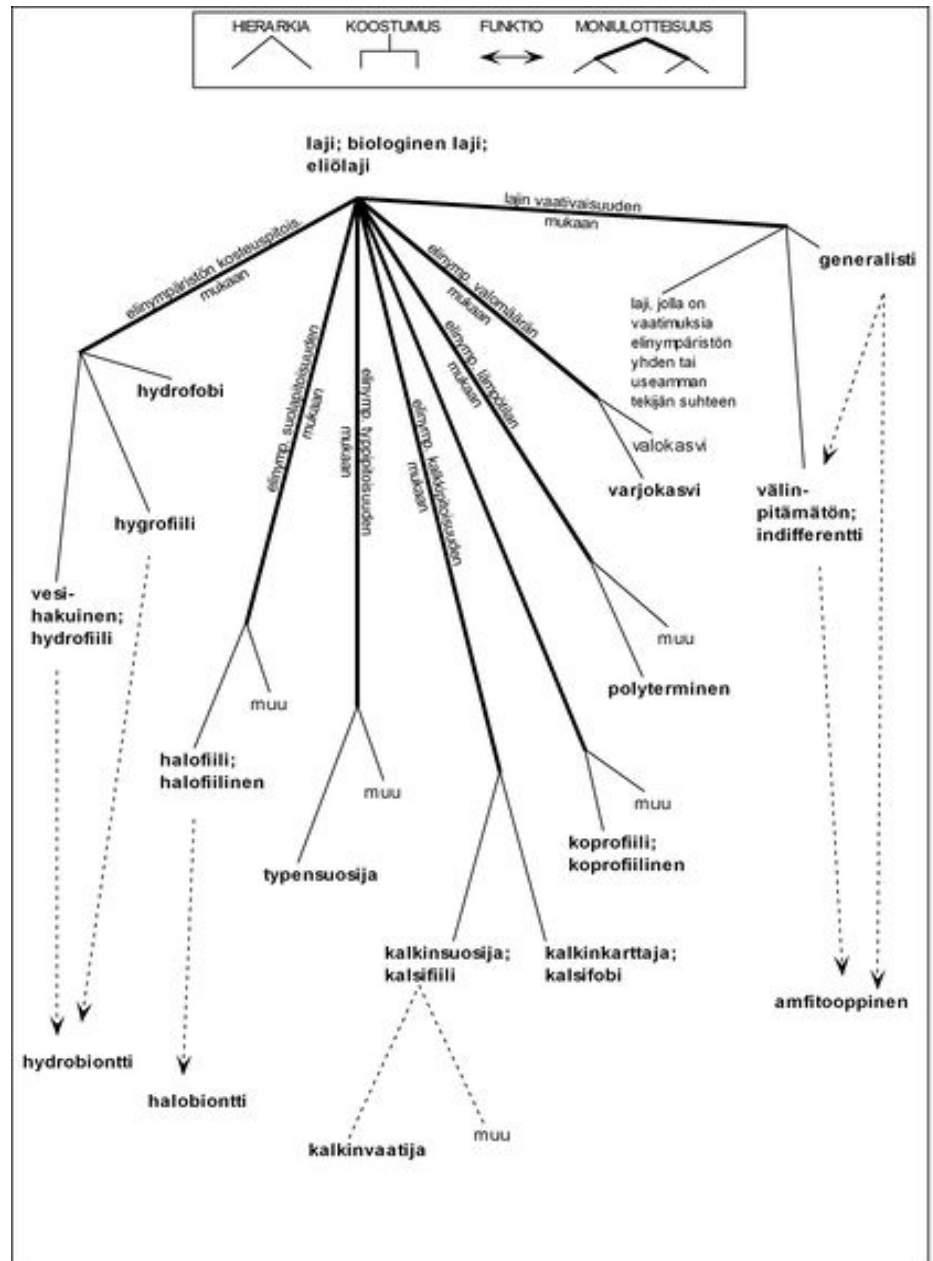 HIERARKIA KOOSTUMUS FUNKTIO MONIULOTTEISUUS
laji; biologinen laji;
eliölaji
lajin vaativaisuuden
mukaan
elinympäristön kosteuspitois.
mukaan
elinymp. valomäärän
mukaan
generalisti
elinymp. suolapitoisuuden
mukaan
elinymp. typpipitoisuuden
mukaan
elinymp. kalkkipitoisuuden
mukaan
elinymp. lämpötilan
mukaan
laji, jolla on
vaatimuksia
elinympäristön
yhden tai
useamman
tekijän suhteen
hydrofobi
valokasvi
varjokasvi
välin-
pitämätön;
indifferentti
hygrofiili
vesi-
hakuinen;
hydrofiili
muu
polyterminen
muu
halofiili;
halofiilinen
muu
muu
typensuosija
koprofiili;
koprofiilinen
kalkinsuosija;
kalsifiili
kalkinkarttaja;
kalsifobi
amfitooppinen
hydrobiontti
halobiontti
kalkinvaatija
muu